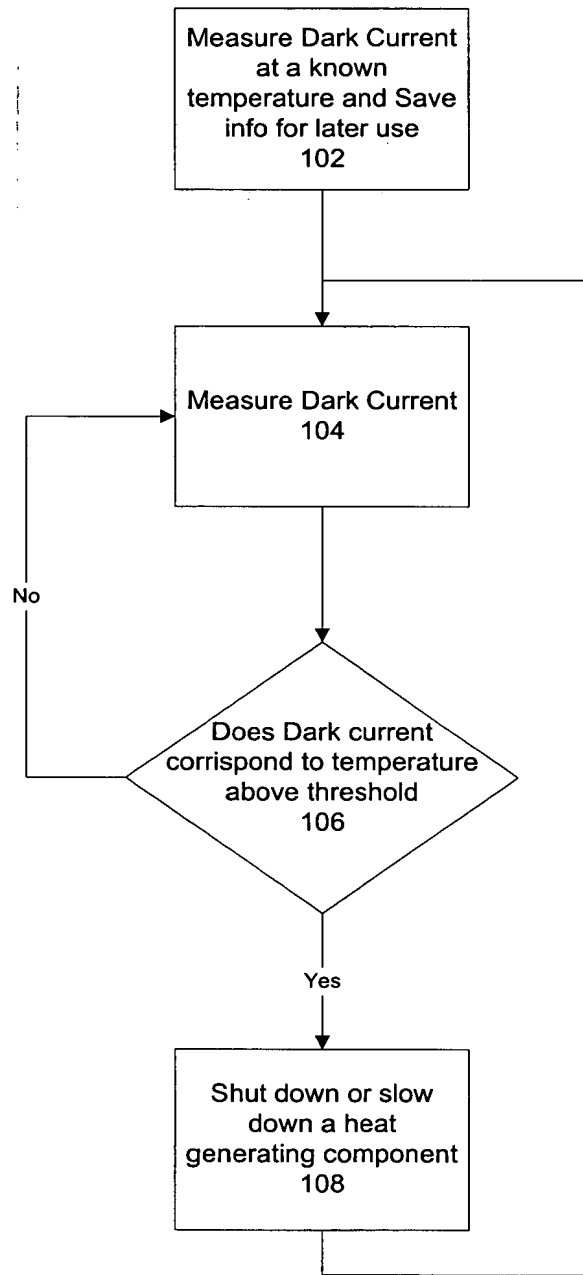 Measure Dark Current
at a known
temperature and Save
info for later use
102
Measure Dark Current
104
No
Does Dark current
corrispond to temperature
above threshold
106
Yes
Shut down or slow
down a heat
generating component
108